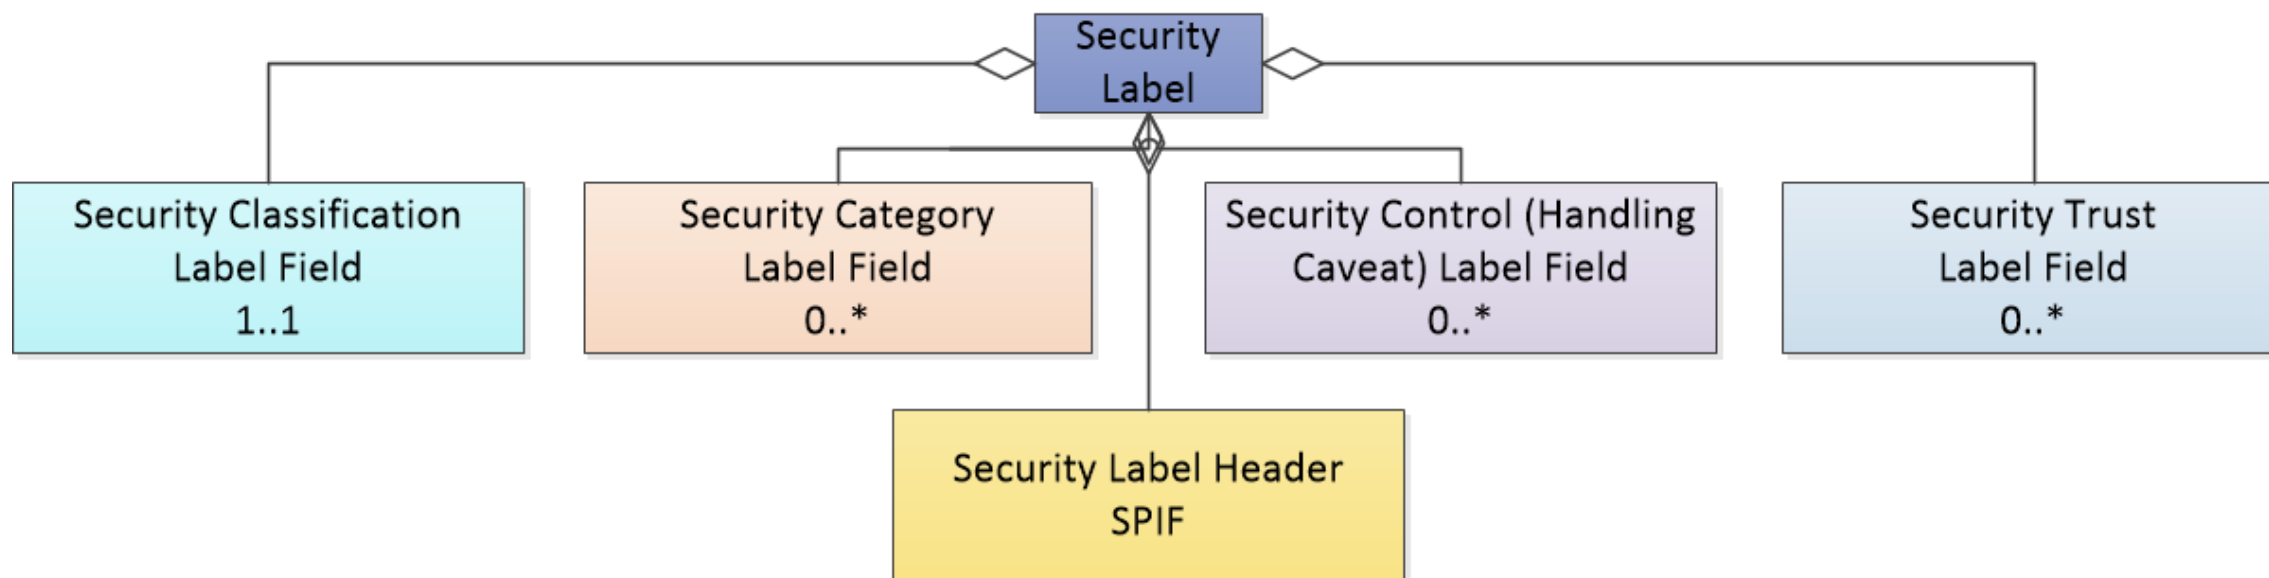 Security
Label
Security Classification
Label Field
1..1
Security Category
Label Field
0..*
Security Control (Handling
Caveat) Label Field
0..*
Security Trust
Label Field
0..*
Security Label Header
SPIF